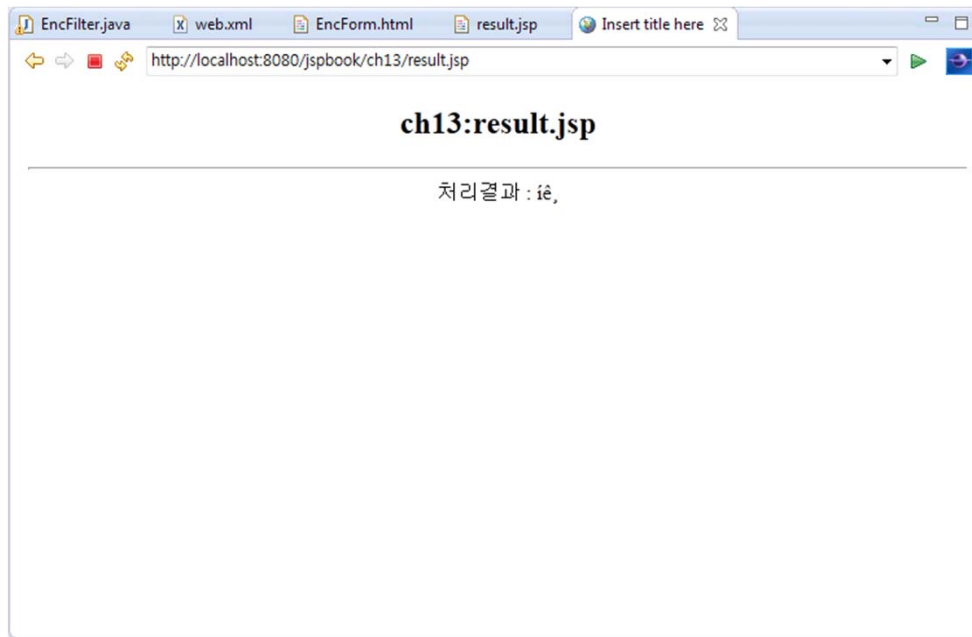 EncFilter.java web.xml EncForm.html result.jsp Insert title here
http://localhost:8080/jspbook/ch13/result.jsp
ch13:result.jsp
처리결과 : íê¸